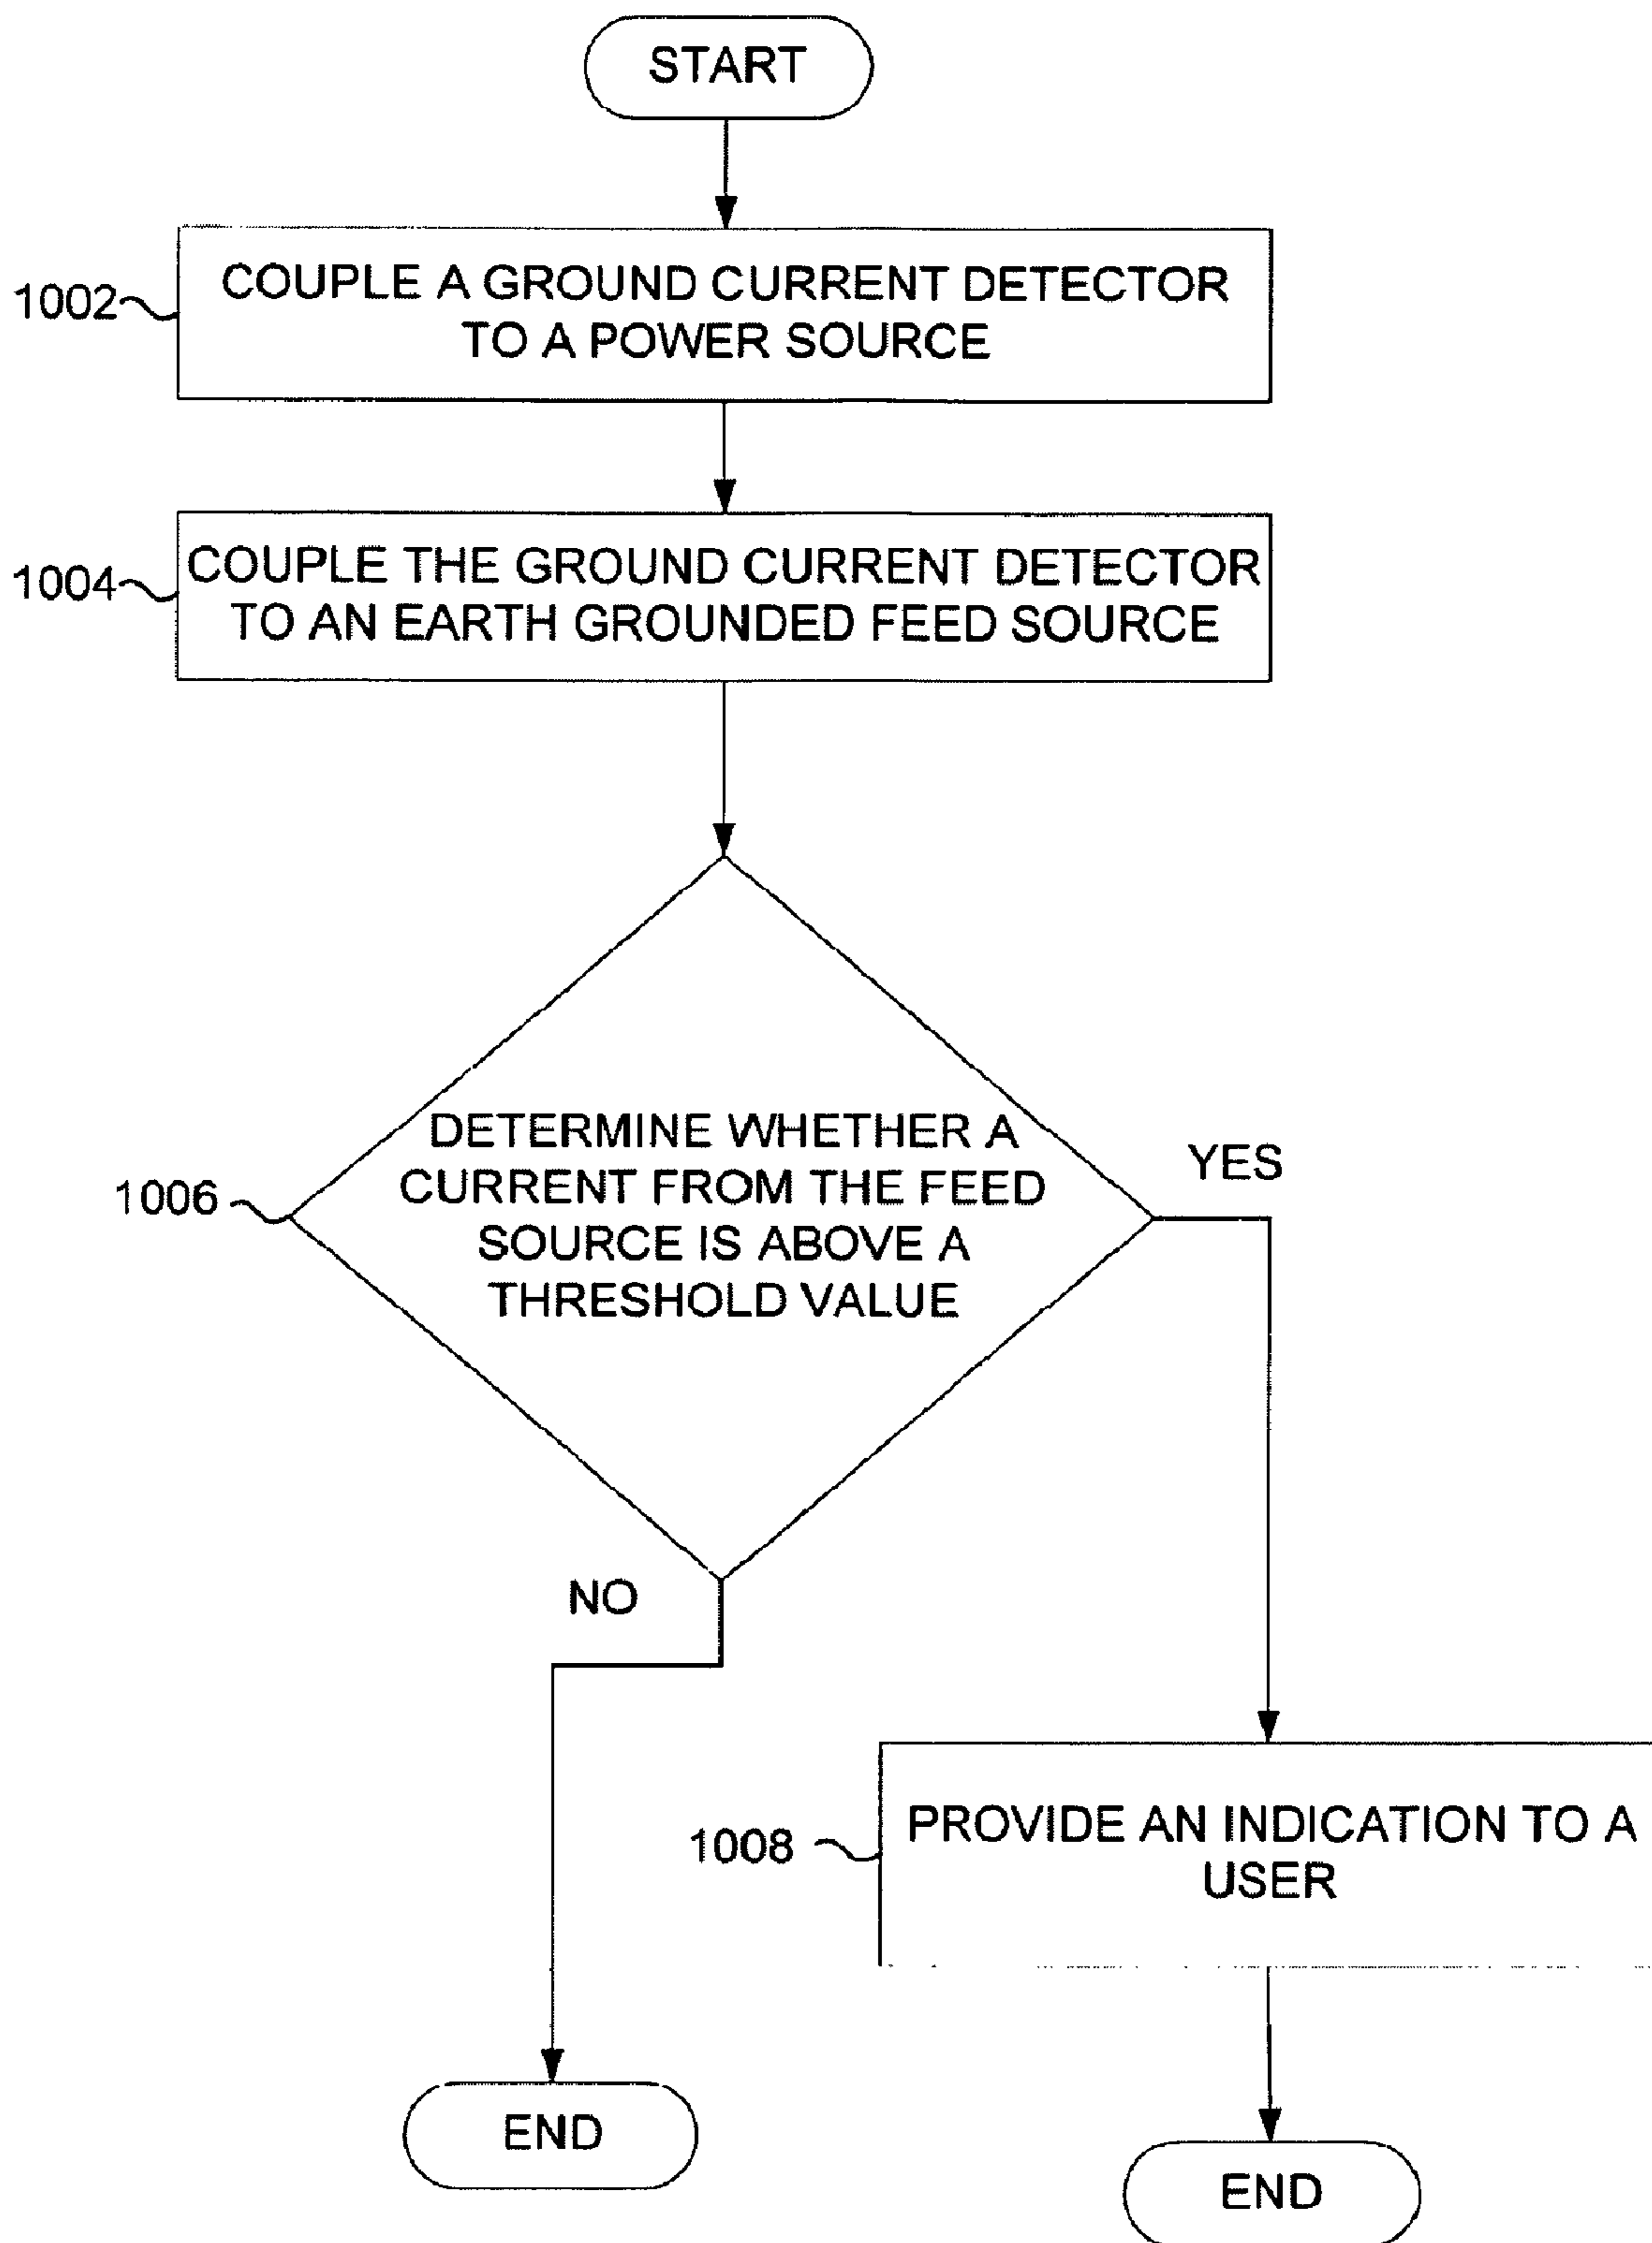 START
1002
COUPLE A GROUND CURRENT DETECTOR
TO A POWER SOURCE
1004
COUPLE THE GROUND CURRENT DETECTOR
TO AN EARTH GROUNDED FEED SOURCE
1006
DETERMINE WHETHER A
CURRENT FROM THE FEED
SOURCE IS ABOVE A
THRESHOLD VALUE
YES
NO
1008
PROVIDE AN INDICATION TO A
USER
END
END